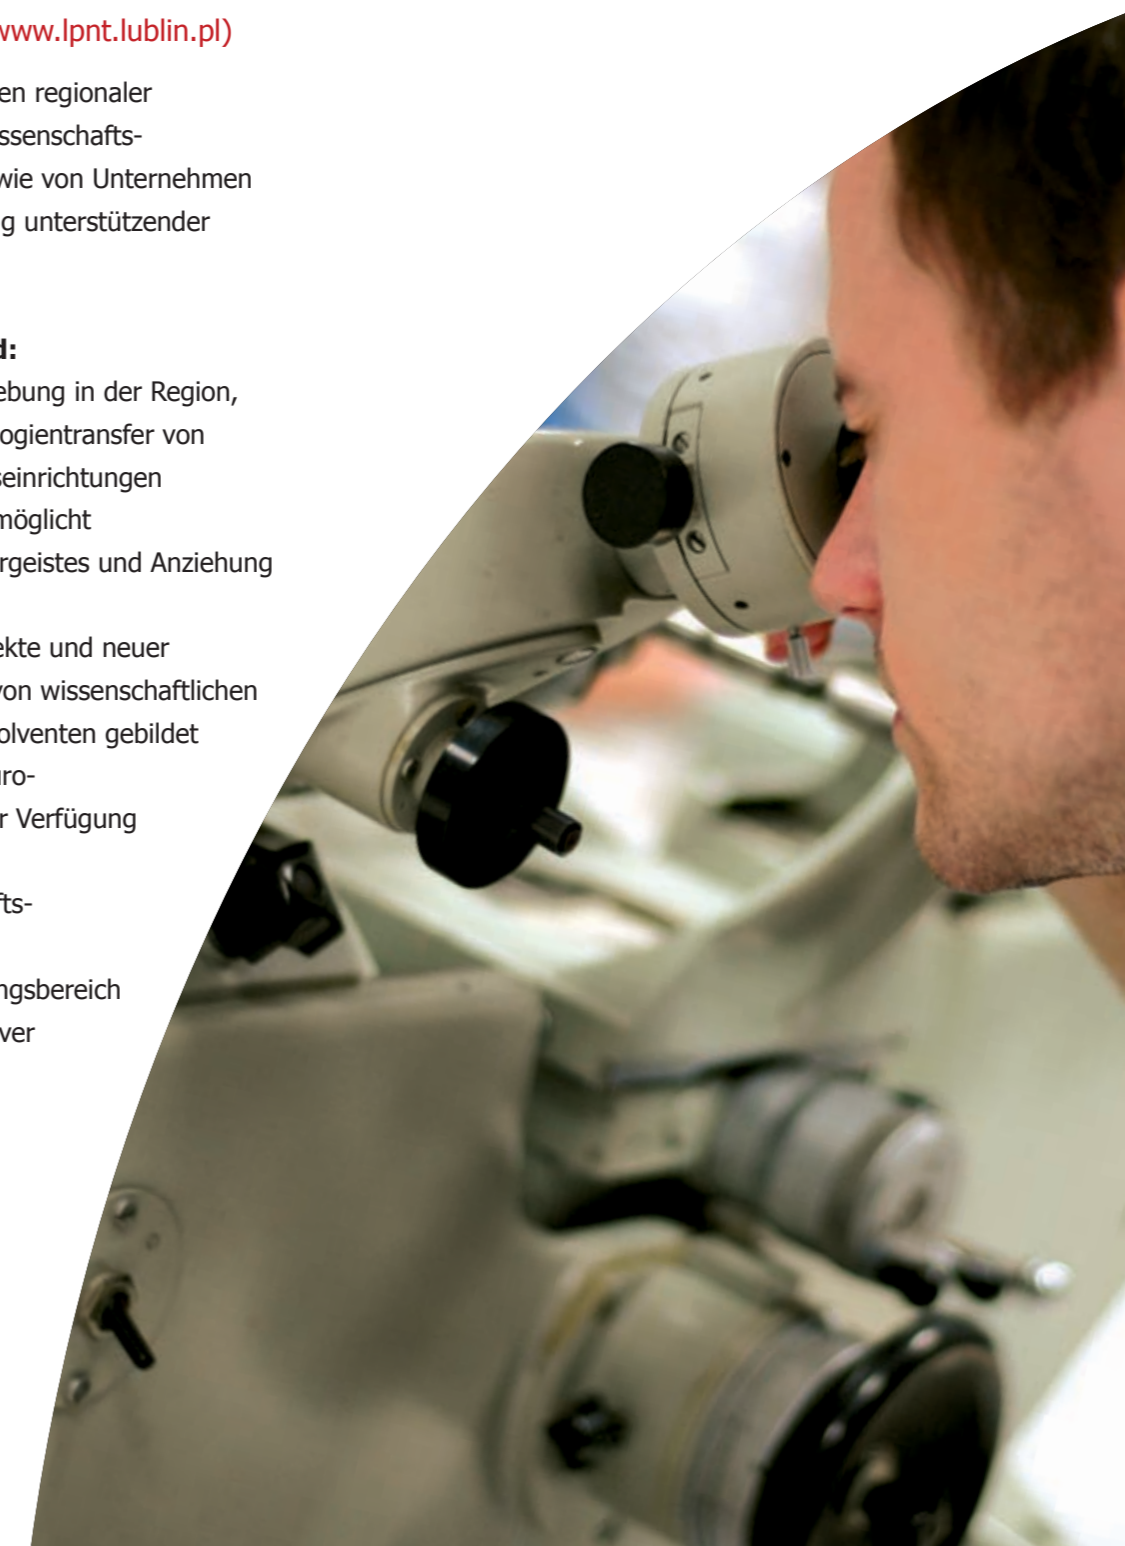 www.lpnt.lublin.pl)
en regionaler
ssenschafts-
wie von Unternehmen
g unterstützender
d:
ebung in der Region,
ogientransfer von
seinrichtungen
möglicht
rgeistes und Anziehung
ekte und neuer
von wissenschaftlichen
olventen gebildet
uro-
r Verfügung
fts-
ngsbereich
ver